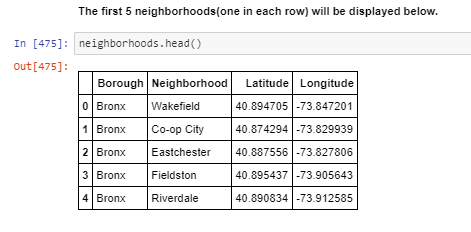 The first 5 neighborhoods(one in each row) will be displayed below.
In [475]: neighborhoods.head()
Out[475]:
Borough Neighborhood Latitude Longitude
0 Bronx Wakefield 40.894705 -73.847201
1 Bronx Co-op City 40.874294 -73.829939
2 Bronx Eastchester 40.887556 -73.827806
3 Bronx Fieldston 40.895437 -73.905643
4 Bronx Riverdale 40.890834 -73.912585